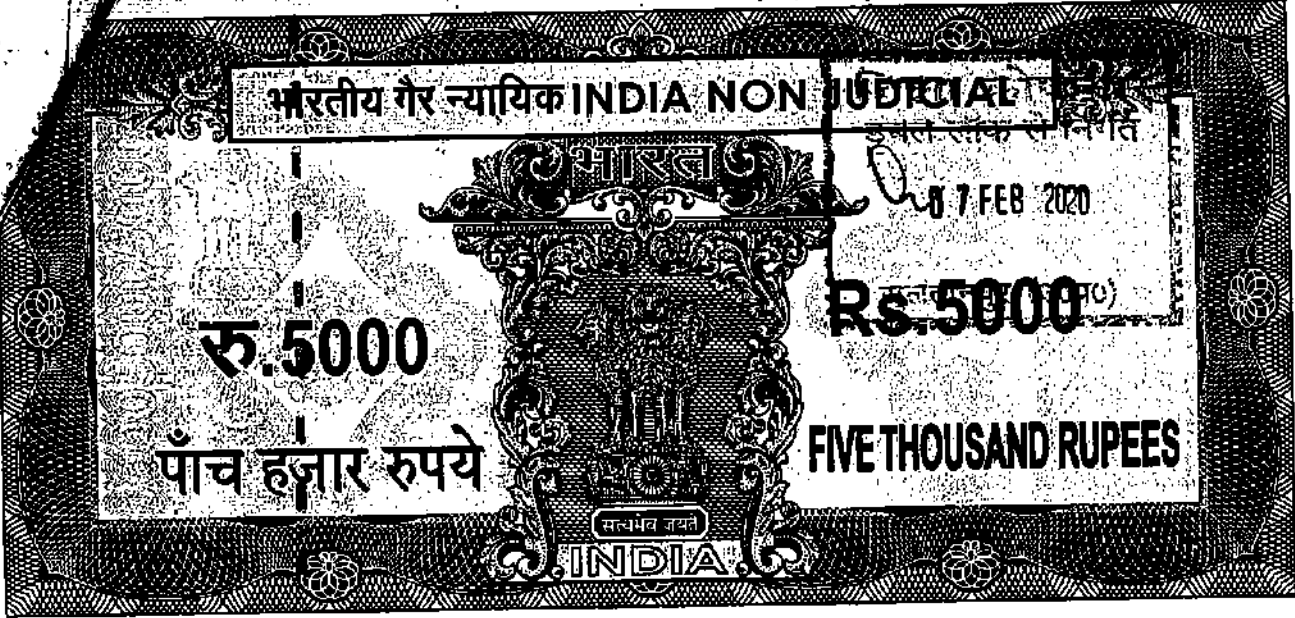 भारतीय गैर न्यायिक INDIA NON JUDICIAL
भारत
07 FEB 2020
रु.5000
Rs.5000
पाँच हज़ार रुपये
FIVE THOUSAND RUPEES
सत्यमेव जयते
INDIA